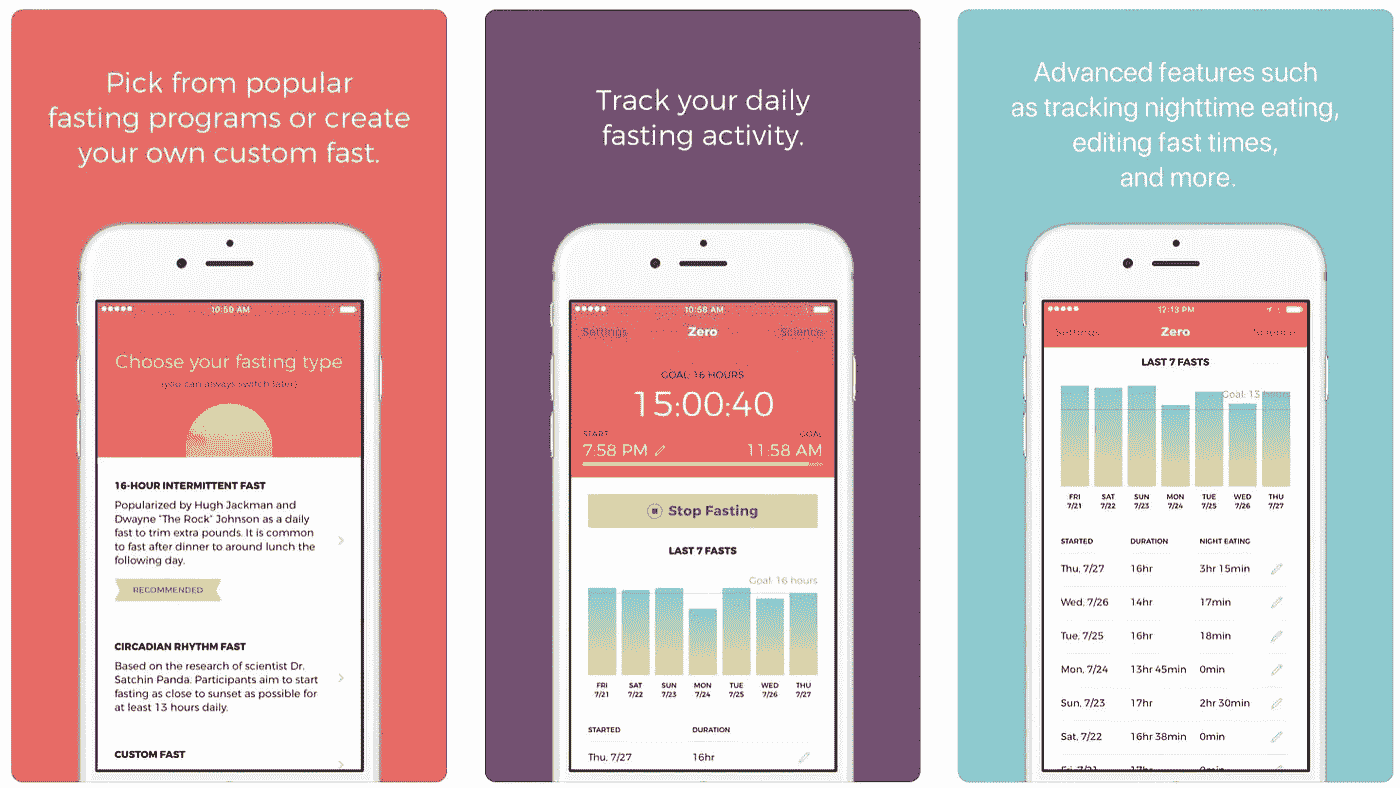 Pick from popular
fasting programs or create
your own custom fast.
10:50 AM
Choose your fasting type
(you can always switch later)
16-HOUR INTERMITTENT FAST
Popularized by Hugh Jackman and
Dwayne "The Rock" Johnson as a daily
fast to trim extra pounds. It is common
to fast after dinner to around lunch the
following day.
RECOMMENDED
CIRCADIAN RHYTHM FAST
Based on the research of scientist Dr.
Satchin Panda. Participants aim to start
fasting as close to sunset as possible for
at least 13 hours daily.
CUSTOM FAST
Track your daily
fasting activity.
10:58 AM
Settings Zero Science
GOAL: 16 HOURS
15:00:40
START GOAL
7:58 PM 11:58 AM
Stop Fasting
LAST 7 FASTS
Goal: 16 hours
FRI SAT SUN MON TUE WED THU
7/21 7/22 7/23 7/24 7/25 7/26 7/27
STARTED DURATION
Thu, 7/27 16hr
Advanced features such
as tracking nighttime eating,
editing fast times,
and more.
12:13 PM
Settings Zero Science
LAST 7 FASTS
Goal: 13 hours
FRI SAT SUN MON TUE WED THU
7/21 7/22 7/23 7/24 7/25 7/26 7/27
STARTED DURATION NIGHT EATING
Thu, 7/27 16hr 3hr 15min
Wed, 7/26 14hr 17min
Tue, 7/25 16hr 18min
Mon, 7/24 13hr 45min 0min
Sun, 7/23 17hr 2hr 30min
Sat, 7/22 16hr 38min 0min
Fri, 7/21 17hr 0min